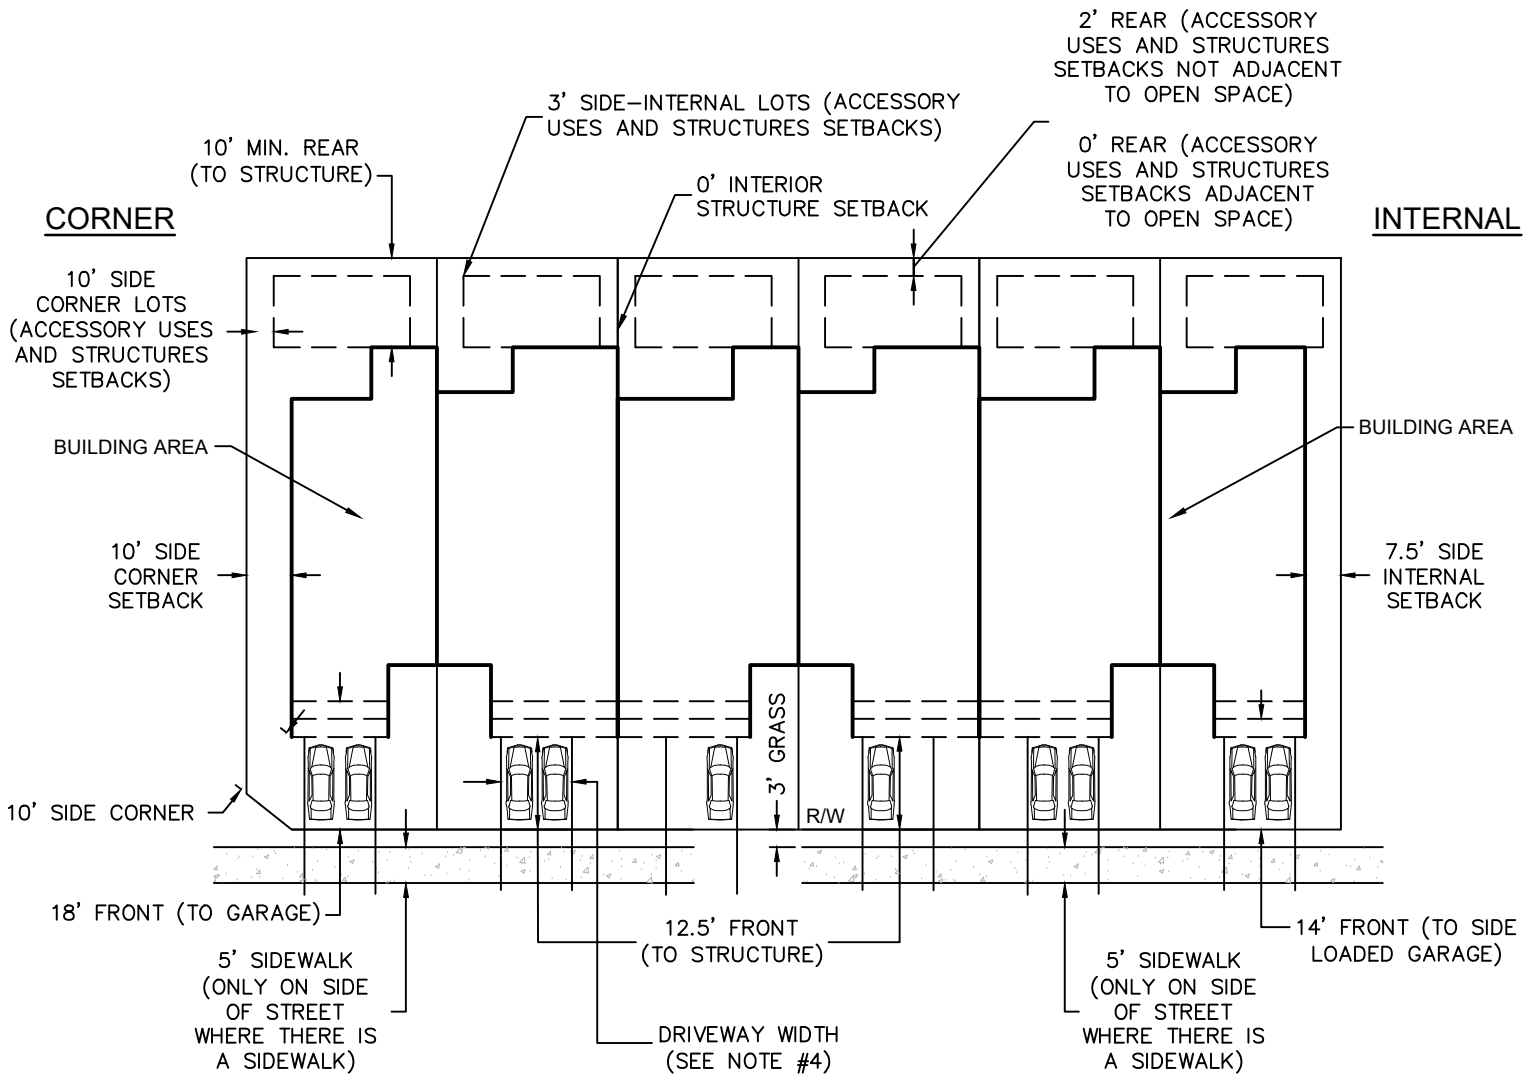 2' REAR (ACCESSORY
USES AND STRUCTURES
SETBACKS NOT ADJACENT
TO OPEN SPACE)
3' SIDE-INTERNAL LOTS (ACCESSORY
USES AND STRUCTURES SETBACKS)
10' MIN. REAR
(TO STRUCTURE)
0' REAR (ACCESSORY
USES AND STRUCTURES
SETBACKS ADJACENT
TO OPEN SPACE)
0' INTERIOR
STRUCTURE SETBACK
CORNER
INTERNAL
10' SIDE
CORNER LOTS
(ACCESSORY USES
AND STRUCTURES
SETBACKS)
BUILDING AREA
BUILDING AREA
10' SIDE
CORNER
SETBACK
7.5' SIDE
INTERNAL
SETBACK
3' GRASS
R/W
10' SIDE CORNER
18' FRONT (TO GARAGE)
12.5' FRONT
(TO STRUCTURE)
14' FRONT (TO SIDE
LOADED GARAGE)
5' SIDEWALK
(ONLY ON SIDE
OF STREET
WHERE THERE IS
A SIDEWALK)
DRIVEWAY WIDTH
(SEE NOTE #4)
5' SIDEWALK
(ONLY ON SIDE
OF STREET
WHERE THERE IS
A SIDEWALK)